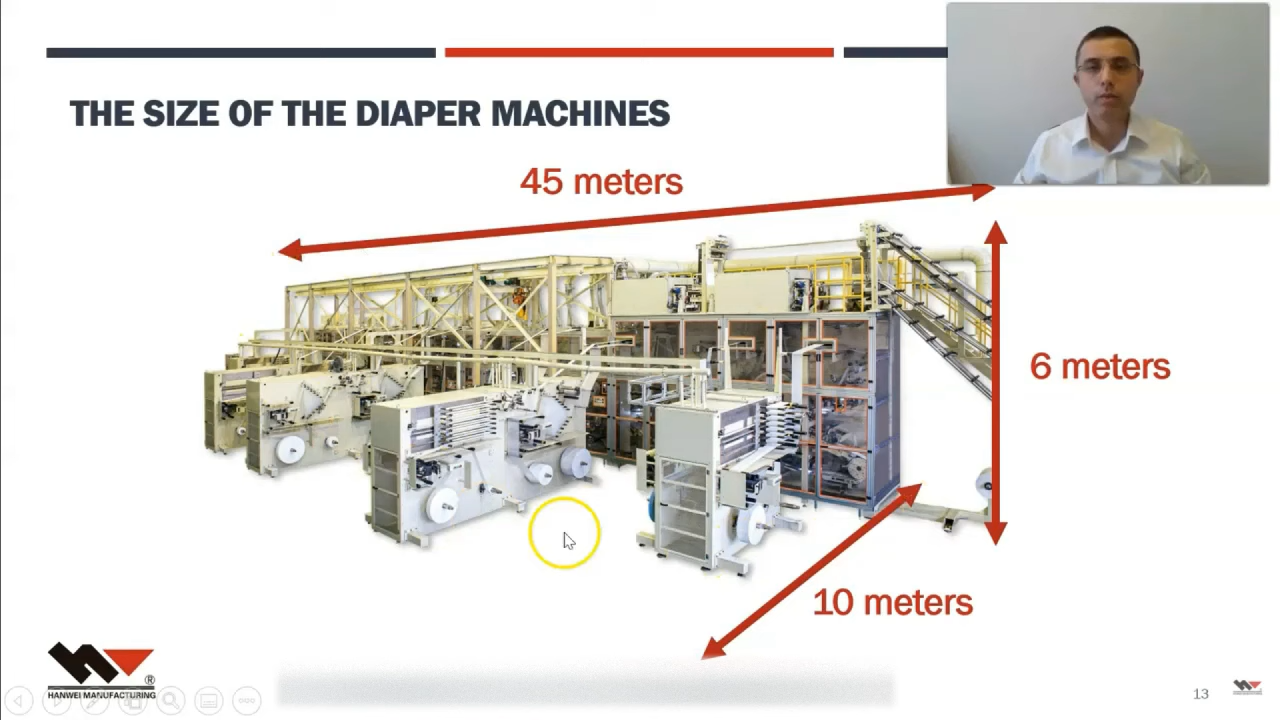 THE SIZE OF THE DIAPER MACHINES
45 meters
6 meters
10 meters
®
HANWEI MANUFACTURING
13